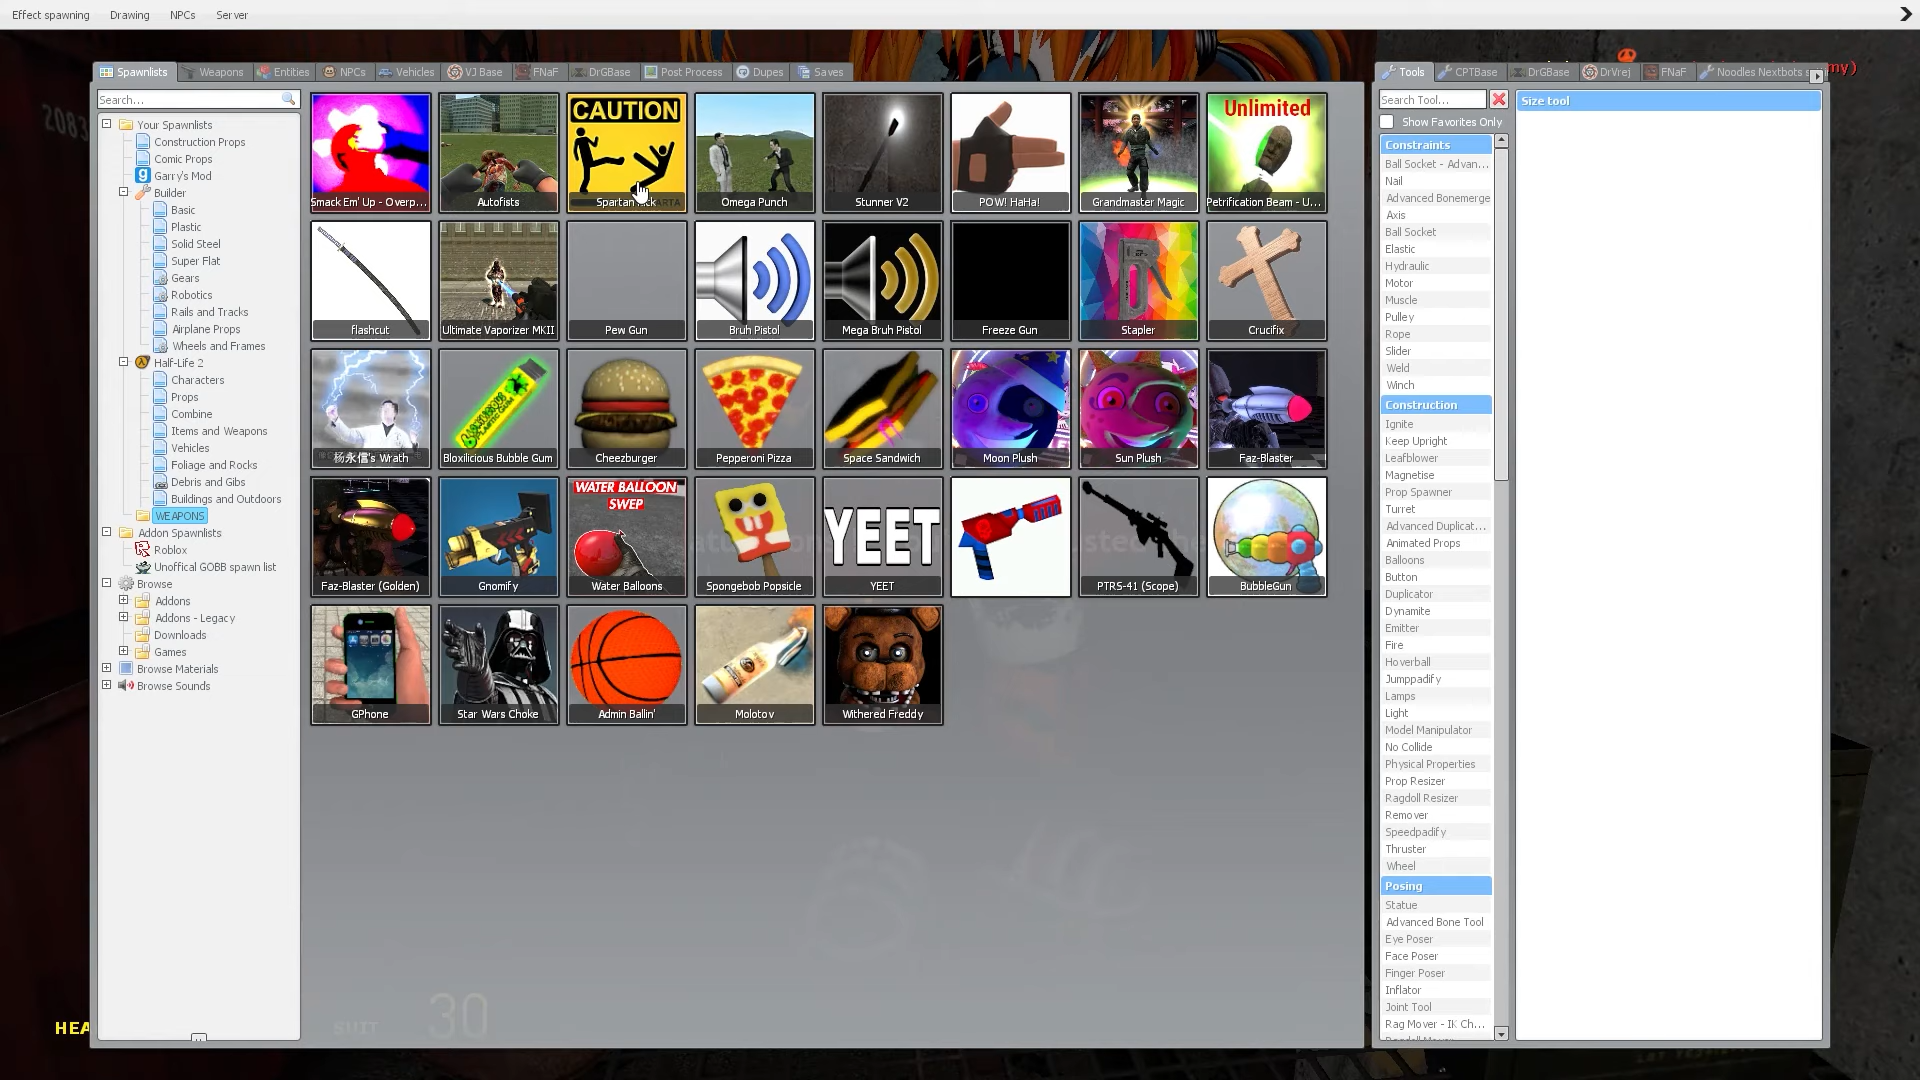 Effect spawning Drawing NPCs Server
Spawnlists Weapons Entities NPCs Vehicles VJ Base FNaF DrGBase Post Process Dupes Saves
Search...
Your Spawnlists
Construction Props
Comic Props
Garry's Mod
Builder
Basic
Plastic
Solid Steel
Super Flat
Gears
Robotics
Rails and Tracks
Airplane Props
Wheels and Frames
Half-Life 2
Characters
Props
Combine
Items and Weapons
Vehicles
Foliage and Rocks
Debris and Gibs
Buildings and Outdoors
WEAPONS
Addon Spawnlists
Roblox
Unoffical GOBB spawn list
Browse
Addons
Addons - Legacy
Downloads
Games
Browse Materials
Browse Sounds
CAUTION
Unlimited
Smack Em' Up - Overp... Autofists Spartan Omega Punch Stunner V2 POW! HaHa! Grandmaster Magic Petrification Beam - U...
flashcut Ultimate Vaporizer MKII Pew Gun Bruh Pistol Mega Bruh Pistol Freeze Gun Stapler Crucifix
杨永信's Wrath Bloxilicious Bubble Gum Cheezburger Pepperoni Pizza Space Sandwich Moon Plush Sun Plush Faz-Blaster
WATER BALLOON
SWEP
YEET
Faz-Blaster (Golden) Gnomify Water Balloons Spongebob Popsicle YEET PTRS-41 (Scope) BubbleGun
GPhone Star Wars Choke Admin Ballin' Molotov Withered Freddy
Tools CPTBase DrGBase DrVrej FNaF Noodles Nextbots
my)
Search Tool...
Show Favorites Only
Constraints
Ball Socket - Advan...
Nail
Advanced Bonemerge
Axis
Ball Socket
Elastic
Hydraulic
Motor
Muscle
Pulley
Rope
Slider
Weld
Winch
Construction
Ignite
Keep Upright
Leafblower
Magnetise
Prop Spawner
Turret
Advanced Duplicat...
Animated Props
Balloons
Button
Duplicator
Dynamite
Emitter
Fire
Hoverball
Jumppadify
Lamps
Light
Model Manipulator
No Collide
Physical Properties
Prop Resizer
Ragdoll Resizer
Remover
Speedpadify
Thruster
Wheel
Posing
Statue
Advanced Bone Tool
Eye Poser
Face Poser
Finger Poser
Inflator
Joint Tool
Rag Mover - IK Ch...
Size tool
2083
HEA
SUIT 30